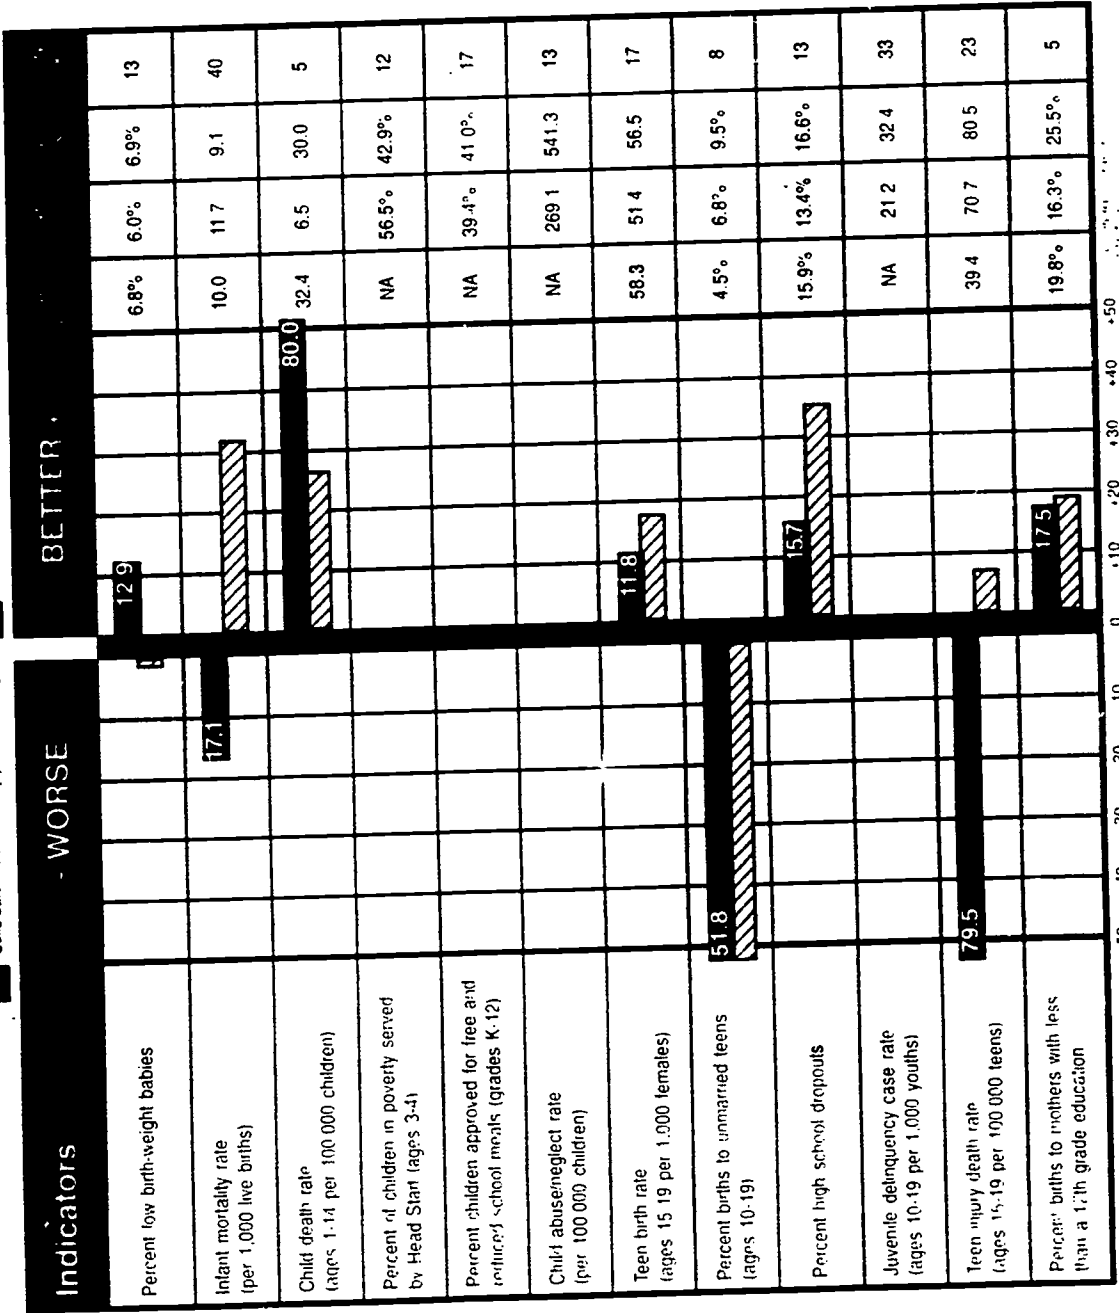 Indicators - WORSE BETTER +
Percent low birth-weight babies 12.9 6.8% 6.0% 6.9% 13
Infant mortality rate
(per 1,000 live births) 17.1 10.0 11 7 9.1 40
Child death rate
(ages 1-14 per 100 000 children) 80.0 32.4 6.5 30.0 5
Percent of children in poverty served
by Head Start (ages 3-4) NA 56.5% 42.9% 12
Percent children approved for free and
reduced school meals (grades K-12) NA 39.4% 41 0% 17
Child abuse/neglect rate
(per 100 000 children) NA 269 1 541.3 13
Teen birth rate
(ages 15 19 per 1.000 females) 11.8 58.3 51 4 56.5 17
Percent births to unmarried teens
(ages 10-19) 51.8 4.5% 6.8% 9.5% 8
Percent high school dropouts 15.7 15.9% 13.4% 16.6% 13
Juvenile delinquency case rate
(ages 10-19 per 1,000 youths) NA 21 2 32 4 33
Teen injury death rate
(ages 15-19 per 100 000 teens) 79.5 39 4 70 7 80 5 23
Percent births to mothers with less
than a 12th grade education 17 5 19.8% 16.3% 25.5% 5
0 +10 +20 +30 +40 +50